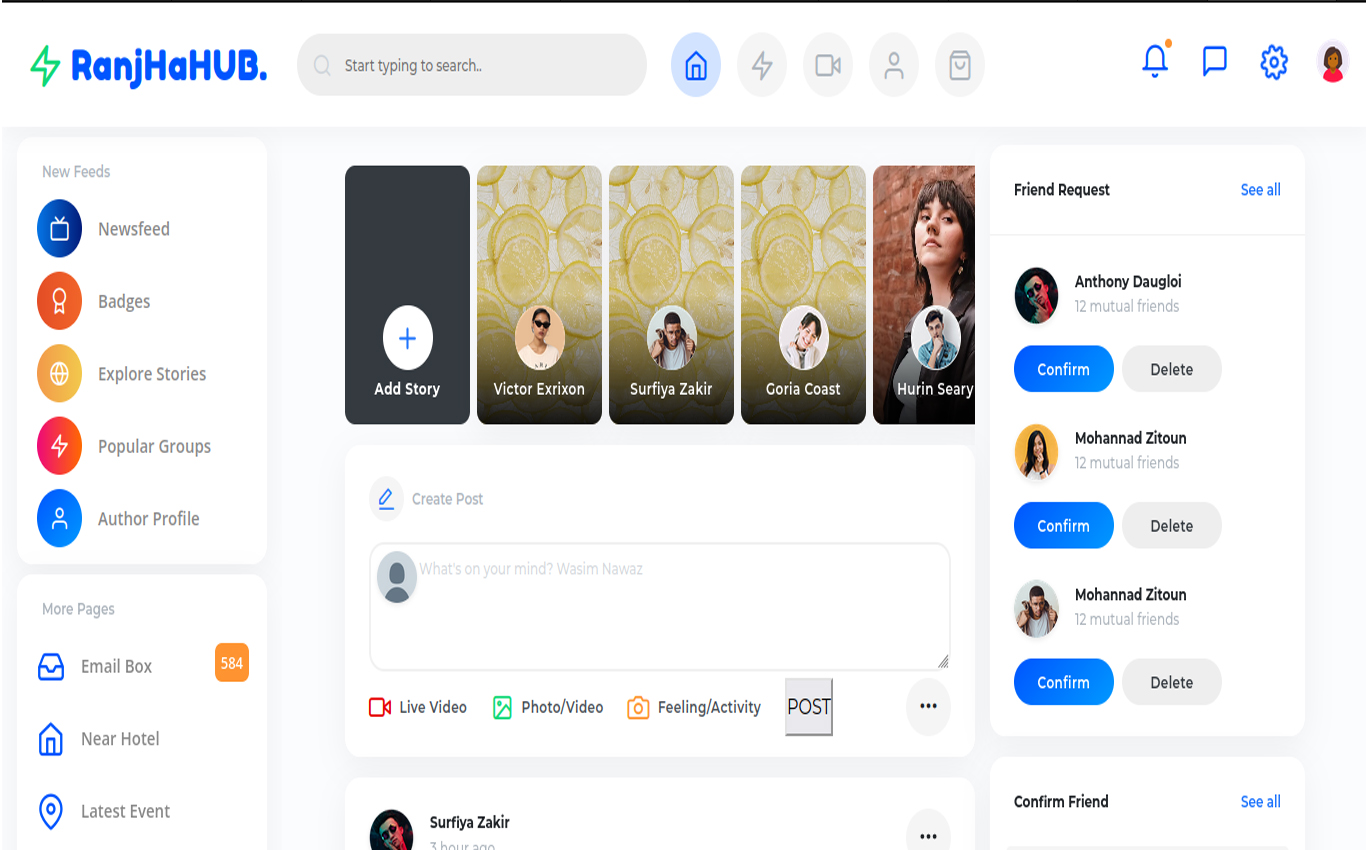 RanjHaHUB.
Start typing to search..
New Feeds
Newsfeed
Badges
Explore Stories
Popular Groups
Author Profile
More Pages
Email Box
584
Near Hotel
Latest Event
Add Story
Victor Exrixon
Surfiya Zakir
Goria Coast
Hurin Seary
Create Post
What's on your mind? Wasim Nawaz
Live Video
Photo/Video
Feeling/Activity
POST
Surfiya Zakir
3 hour ago
Friend Request
See all
Anthony Daugloi
12 mutual friends
Confirm
Delete
Mohannad Zitoun
12 mutual friends
Confirm
Delete
Mohannad Zitoun
12 mutual friends
Confirm
Delete
Confirm Friend
See all